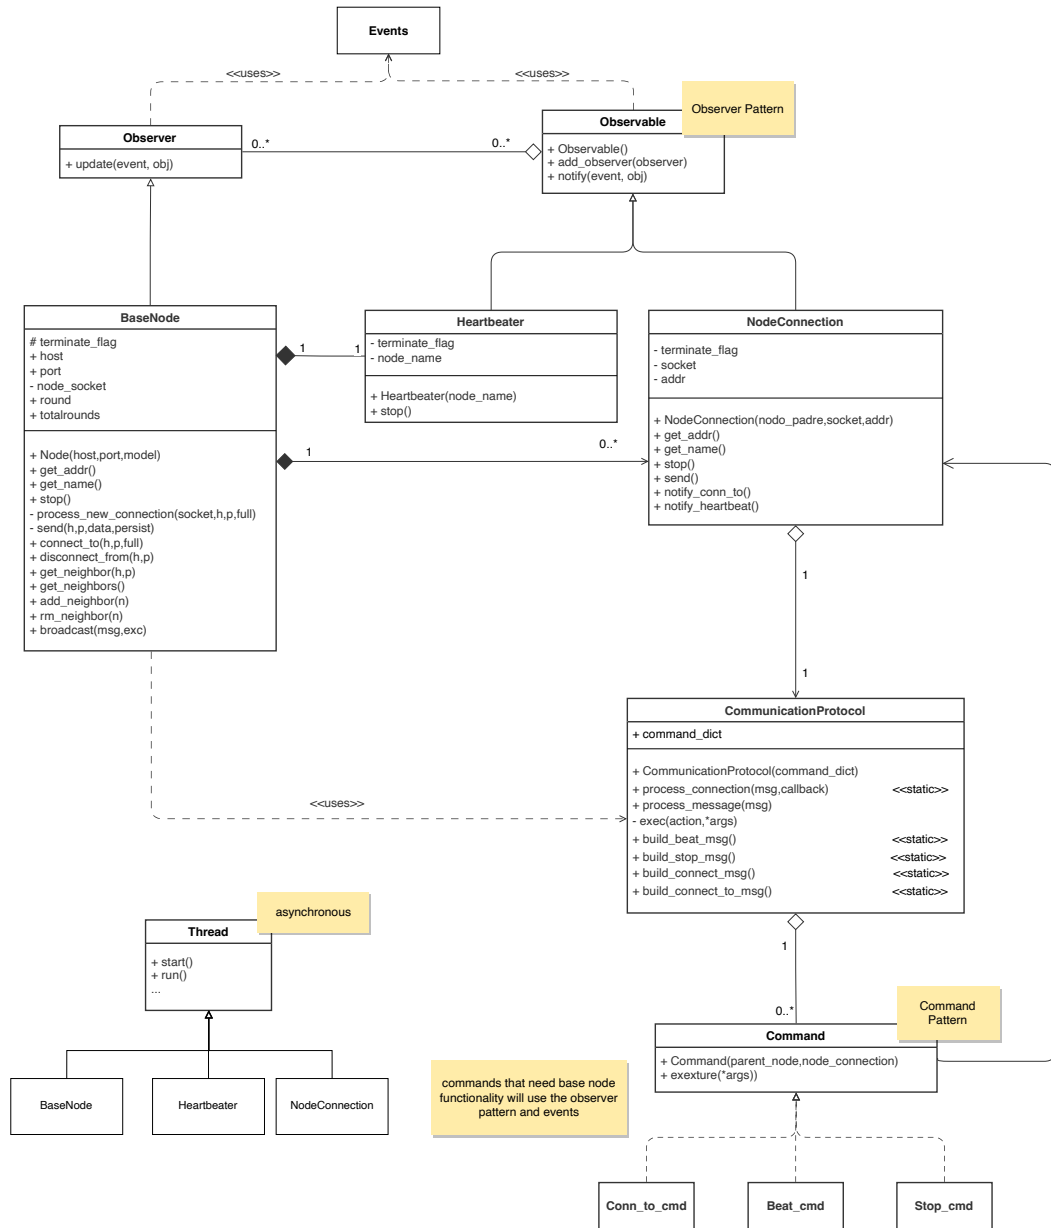 Events
<<uses>>
<<uses>>
Observer Pattern
Observable
Observer
0..*
0..*
+ Observable()
+ add_observer(observer)
+ notify(event, obj)
+ update(event, obj)
BaseNode
# terminate_flag
+ host
+ port
- node_socket
+ round
+ totalrounds
+ Node(host,port,model)
+ get_addr()
+ get_name()
+ stop()
- process_new_connection(socket,h,p,full)
- send(h,p,data,persist)
+ connect_to(h,p,full)
+ disconnect_from(h,p)
+ get_neighbor(h,p)
+ get_neighbors()
+ add_neighbor(n)
+ rm_neighbor(n)
+ broadcast(msg,exc)
1
1
Heartbeater
- terminate_flag
- node_name
+ Heartbeater(node_name)
+ stop()
1
0..*
NodeConnection
- terminate_flag
- socket
- addr
+ NodeConnection(nodo_padre,socket,addr)
+ get_addr()
+ get_name()
+ stop()
+ send()
+ notify_conn_to()
+ notify_heartbeat()
1
1
CommunicationProtocol
+ command_dict
+ CommunicationProtocol(command_dict)
+ process_connection(msg,callback) <<static>>
+ process_message(msg)
- exec(action,*args)
+ build_beat_msg() <<static>>
+ build_stop_msg() <<static>>
+ build_connect_msg() <<static>>
+ build_connect_to_msg() <<static>>
<<uses>>
asynchronous
Thread
+ start()
+ run()
...
BaseNode
Heartbeater
NodeConnection
1
0..*
Command
Pattern
Command
+ Command(parent_node,node_connection)
+ exexture(*args))
commands that need base node
functionality will use the observer
pattern and events
Conn_to_cmd
Beat_cmd
Stop_cmd